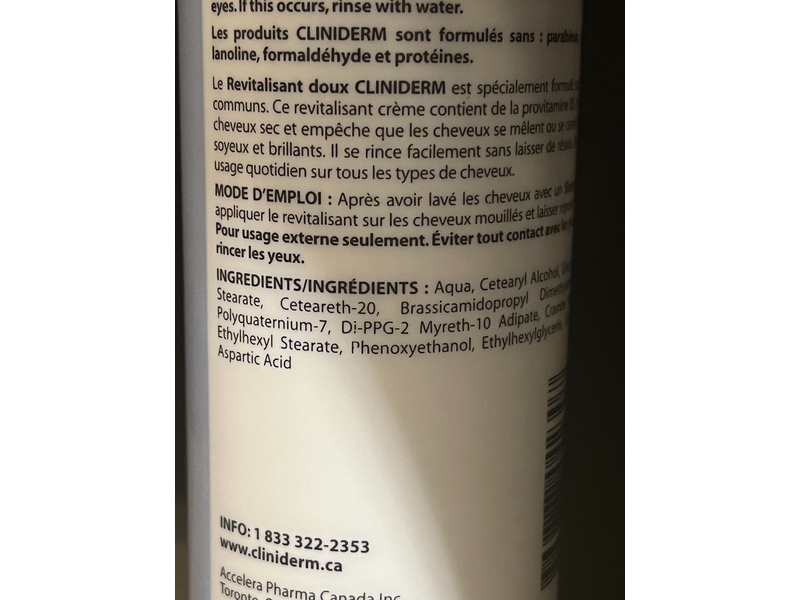 eyes. If this occurs, rinse with water.
Les produits CLINIDERM sont formulés sans : parabène
lanoline, formaldéhyde et protéines.
Le Revitalisant doux CLINIDERM est spécialement formulé
communs. Ce revitalisant crème contient de la provitamine
cheveux sec et empêche que les cheveux se mêlent ou se
soyeux et brillants. Il se rince facilement sans laisser de
usage quotidien sur tous les types de cheveux.
MODE D'EMPLOI : Après avoir lavé les cheveux avec un
appliquer le revitalisant sur les cheveux mouillés et laisser
Pour usage externe seulement. Éviter tout contact avec les
rincer les yeux.
INGREDIENTS/INGRÉDIENTS : Aqua, Cetearyl Alcohol,
Stearate, Ceteareth-20, Brassicamidopropyl
Polyquaternium-7, Di-PPG-2 Myreth-10 Adipate,
Ethylhexyl Stearate, Phenoxyethanol, Ethylhexylglycerin,
Aspartic Acid
INFO: 1 833 322-2353
www.cliniderm.ca
Accelera Pharma Canada Inc
Toronto,